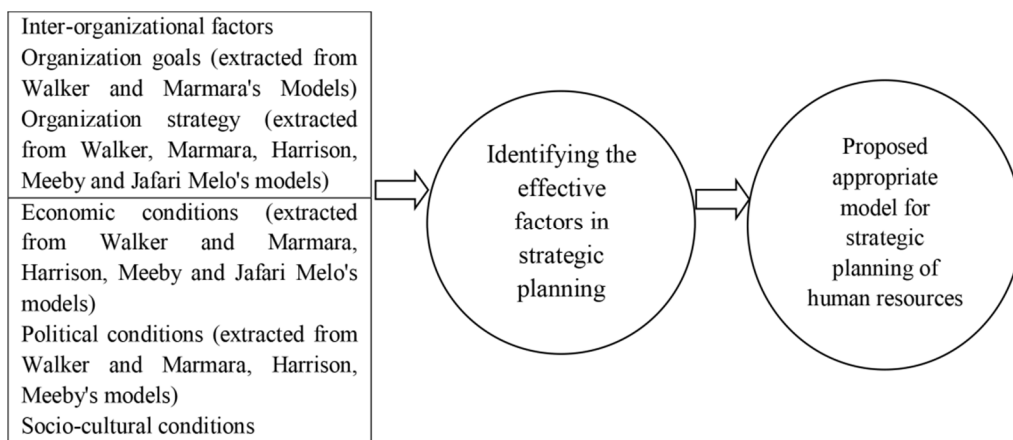 Inter-organizational factors
Organization goals (extracted from
Walker and Marmara's Models)
Organization strategy (extracted
from Walker, Marmara, Harrison,
Meeby and Jafari Melo's models)
Economic conditions (extracted
from Walker and Marmara,
Harrison, Meeby and Jafari Melo's
models)
Political conditions (extracted from
Walker and Marmara, Harrison,
Meeby's models)
Socio-cultural conditions
Identifying the
effective
factors in
strategic
planning
Proposed
appropriate
model for
strategic
planning of
human resources